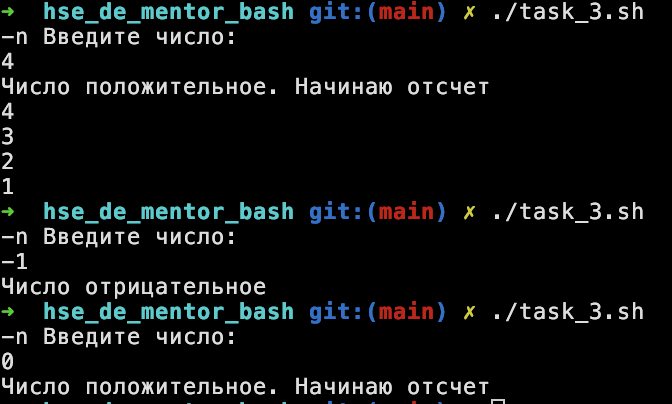 ➜  hse_de_mentor_bash git:(main) ✗ ./task_3.sh
-n Введите число:
4
Число положительное. Начинаю отсчет
4
3
2
1
➜  hse_de_mentor_bash git:(main) ✗ ./task_3.sh
-n Введите число:
-1
Число отрицательное
➜  hse_de_mentor_bash git:(main) ✗ ./task_3.sh
-n Введите число:
0
Число положительное. Начинаю отсчет